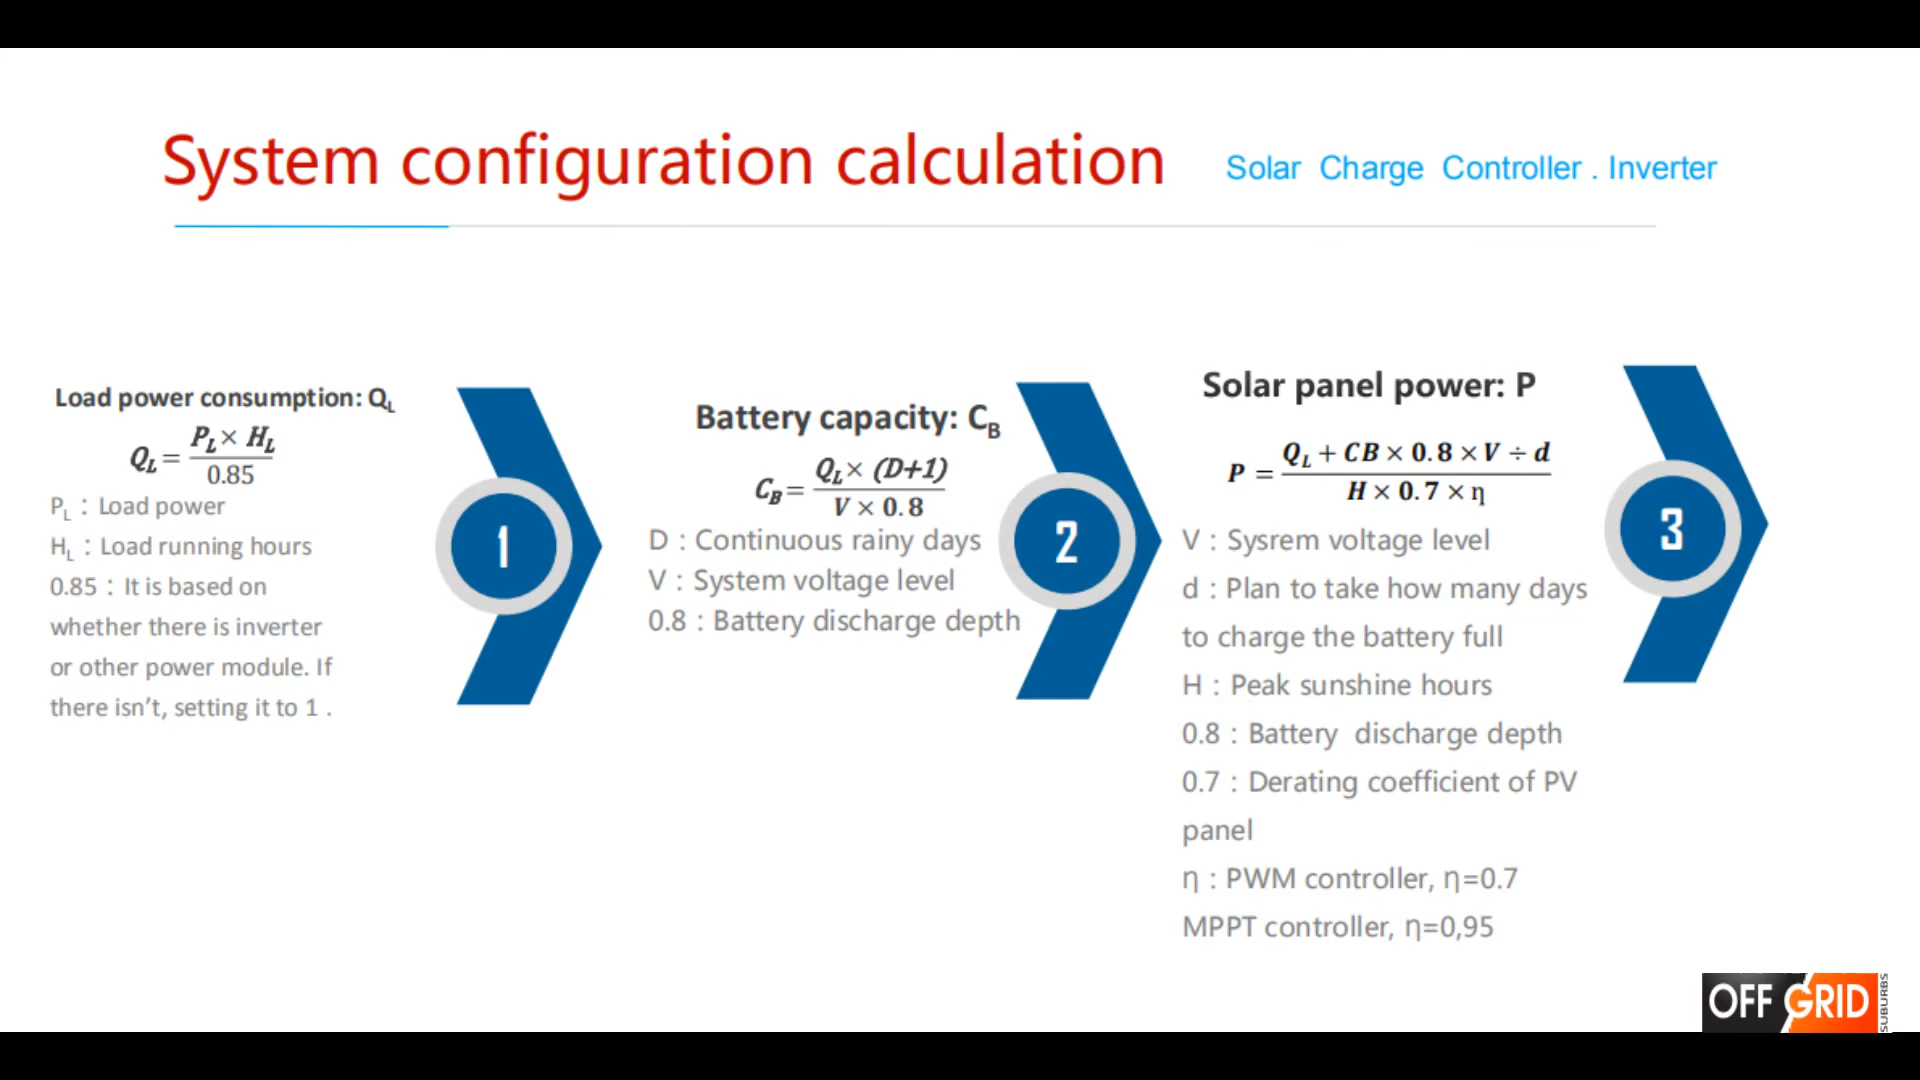 System configuration calculation
Solar Charge Controller . Inverter
Load power consumption: QL
QL = PL × HL / 0.85
PL : Load power
HL : Load running hours
0.85 : It is based on
whether there is inverter
or other power module. If
there isn't, setting it to 1 .
1
Battery capacity: CB
CB = QL × (D+1) / V × 0.8
D : Continuous rainy days
V : System voltage level
0.8 : Battery discharge depth
2
Solar panel power: P
P = QL + CB × 0.8 × V ÷ d / H × 0.7 × η
V : Sysrem voltage level
d : Plan to take how many days
to charge the battery full
H : Peak sunshine hours
0.8 : Battery discharge depth
0.7 : Derating coefficient of PV
panel
η : PWM controller, η=0.7
MPPT controller, η=0,95
3
OFF GRID
SUBURBS